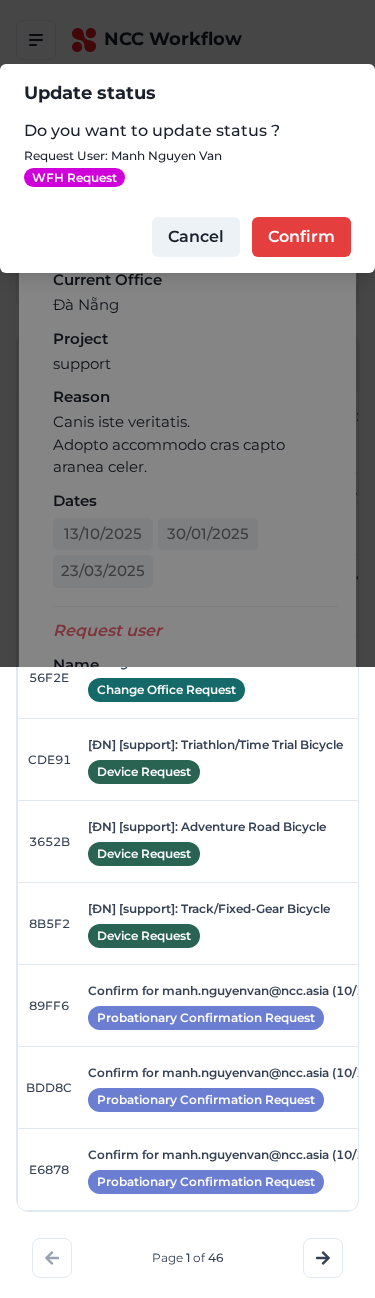 NCC Workflow
Update status
Do you want to update status ?
Request User: Manh Nguyen Van
WFH Request
Cancel
Confirm
Current Office
Đà Nẵng
Project
support
Reason
Canis iste veritatis.
Adopto accommodo cras capto
aranea celer.
Dates
13/10/2025
30/01/2025
23/03/2025
Request user
Name
56F2E
Change Office Request
CDE91
[ĐN] [support]: Triathlon/Time Trial Bicycle
Device Request
3652B
[ĐN] [support]: Adventure Road Bicycle
Device Request
8B5F2
[ĐN] [support]: Track/Fixed-Gear Bicycle
Device Request
89FF6
Confirm for manh.nguyenvan@ncc.asia (10/
Probationary Confirmation Request
BDD8C
Confirm for manh.nguyenvan@ncc.asia (10/
Probationary Confirmation Request
E6878
Confirm for manh.nguyenvan@ncc.asia (10/
Probationary Confirmation Request
Page 1 of 46